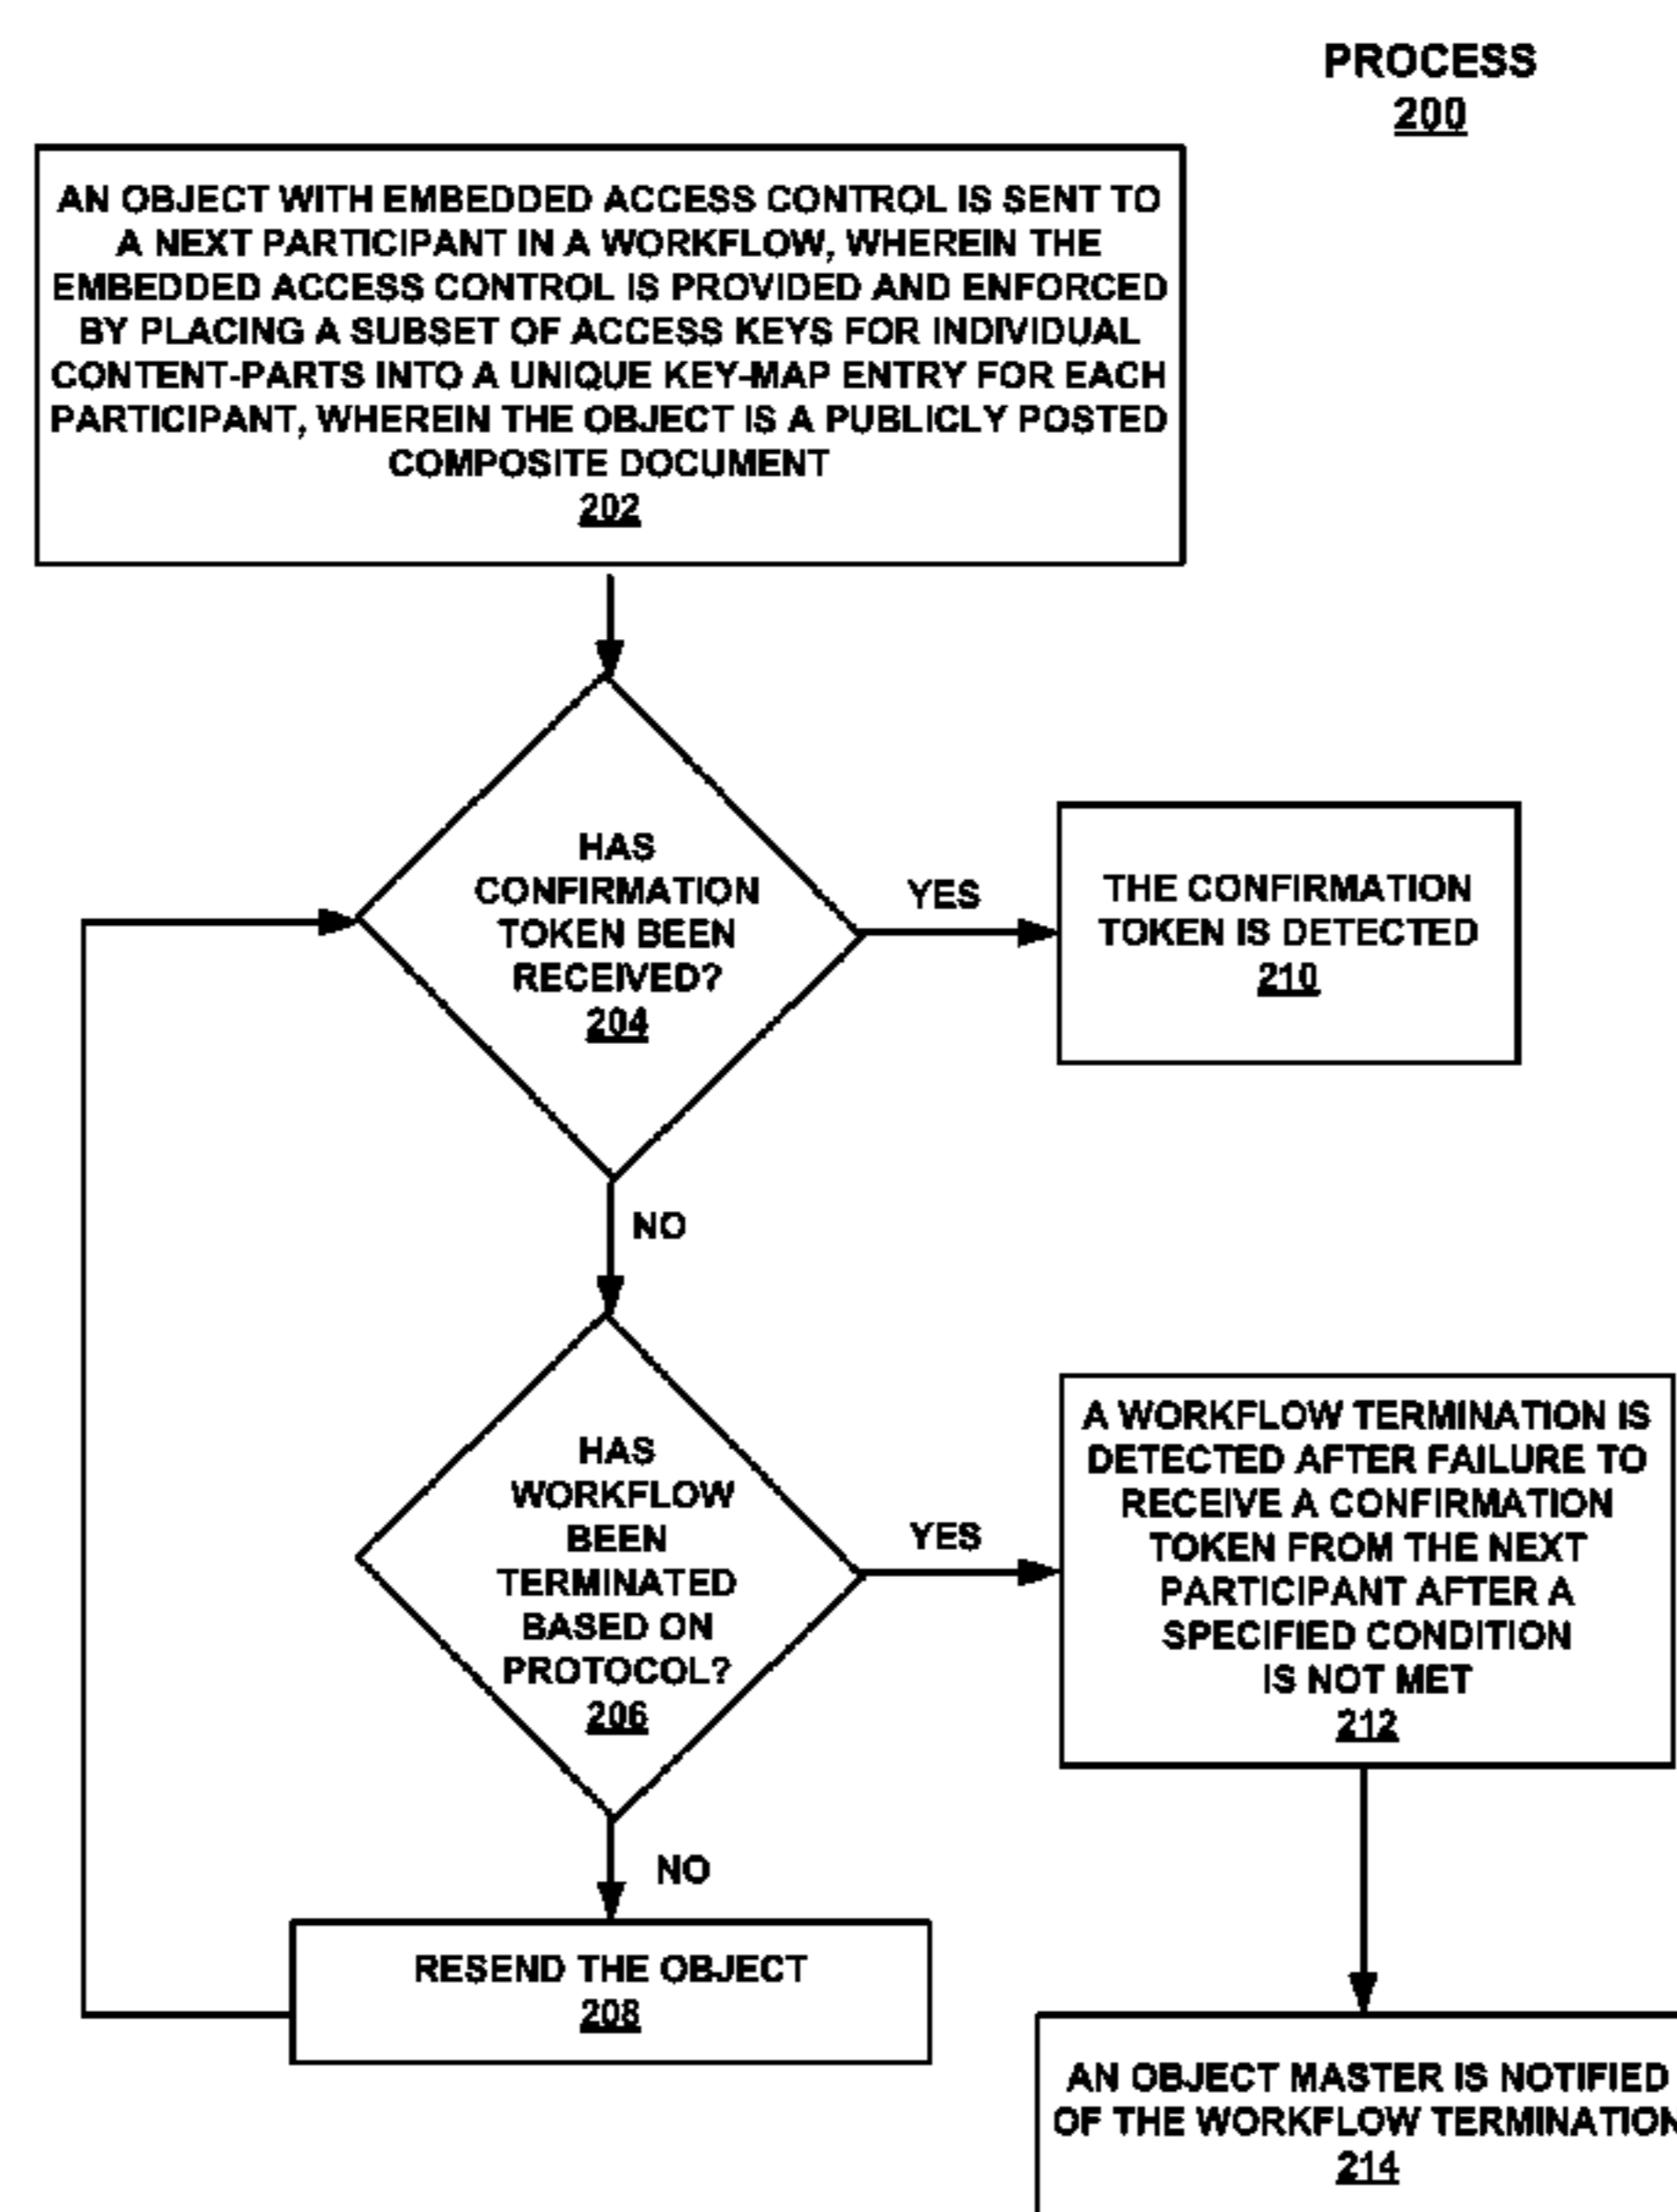 PROCESS
200
AN OBJECT WITH EMBEDDED ACCESS CONTROL IS SENT TO
A NEXT PARTICIPANT IN A WORKFLOW, WHEREIN THE
EMBEDDED ACCESS CONTROL IS PROVIDED AND ENFORCED
BY PLACING A SUBSET OF ACCESS KEYS FOR INDIVIDUAL
CONTENT-PARTS INTO A UNIQUE KEY-MAP ENTRY FOR EACH
PARTICIPANT, WHEREIN THE OBJECT IS A PUBLICLY POSTED
COMPOSITE DOCUMENT
202
HAS
CONFIRMATION
TOKEN BEEN
RECEIVED?
204
YES
THE CONFIRMATION
TOKEN IS DETECTED
210
NO
HAS
WORKFLOW
BEEN
TERMINATED
BASED ON
PROTOCOL?
206
YES
A WORKFLOW TERMINATION IS
DETECTED AFTER FAILURE TO
RECEIVE A CONFIRMATION
TOKEN FROM THE NEXT
PARTICIPANT AFTER A
SPECIFIED CONDITION
IS NOT MET
212
NO
RESEND THE OBJECT
208
AN OBJECT MASTER IS NOTIFIED
OF THE WORKFLOW TERMINATION
214